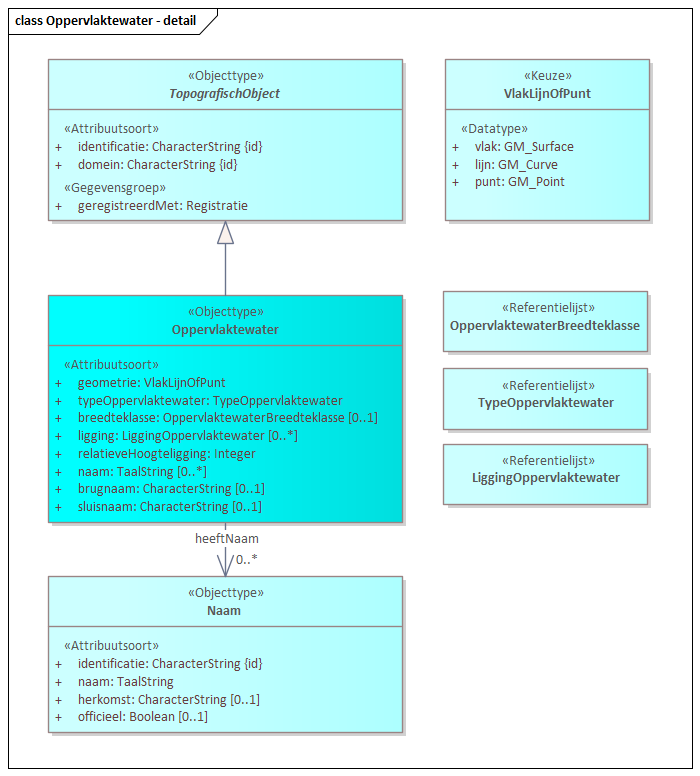 class Oppervlaktewater - detail
«Objecttype»
TopografischObject
«Attribuutsoort»
+ identificatie: CharacterString {id}
+ domein: CharacterString {id}
«Gegevensgroep»
+ geregistreerdMet: Registratie
«Keuze»
VlakLijnOfPunt
«Datatype»
+ vlak: GM_Surface
+ lijn: GM_Curve
+ punt: GM_Point
«Objecttype»
Oppervlaktewater
«Attribuutsoort»
+ geometrie: VlakLijnOfPunt
+ typeOppervlaktewater: TypeOppervlaktewater
+ breedteklasse: OppervlaktewaterBreedteklasse [0..1]
+ ligging: LiggingOppervlaktewater [0..*]
+ relatieveHoogteligging: Integer
+ naam: TaalString [0..*]
+ brugnaam: CharacterString [0..1]
+ sluisnaam: CharacterString [0..1]
«Referentielijst»
OppervlaktewaterBreedteklasse
«Referentielijst»
TypeOppervlaktewater
«Referentielijst»
LiggingOppervlaktewater
heeftNaam
0..*
«Objecttype»
Naam
«Attribuutsoort»
+ identificatie: CharacterString {id}
+ naam: TaalString
+ herkomst: CharacterString [0..1]
+ officieel: Boolean [0..1]